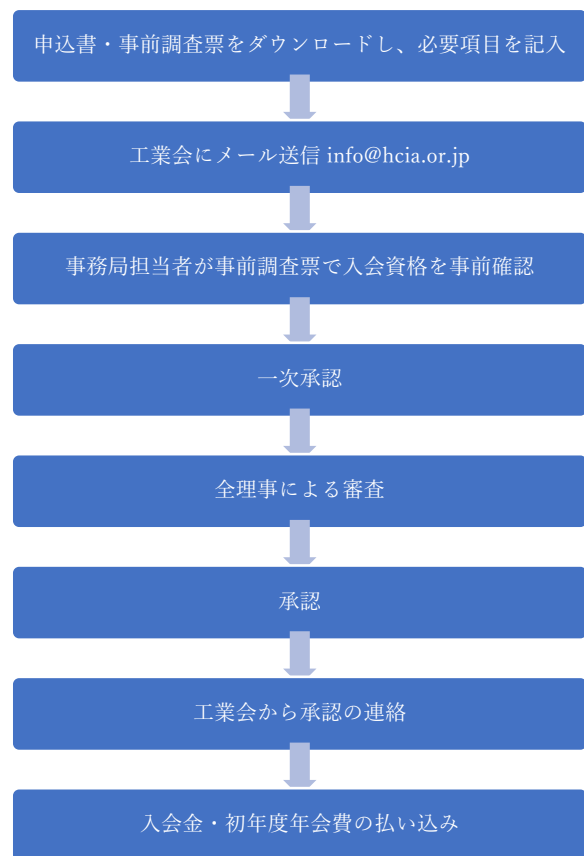 申込書・事前調査票をダウンロードし、必要項目を記入
工業会にメール送信 info@hcia.or.jp
事務局担当者が事前調査票で入会資格を事前確認
一次承認
全理事による審査
承認
工業会から承認の連絡
入会金・初年度年会費の払い込み